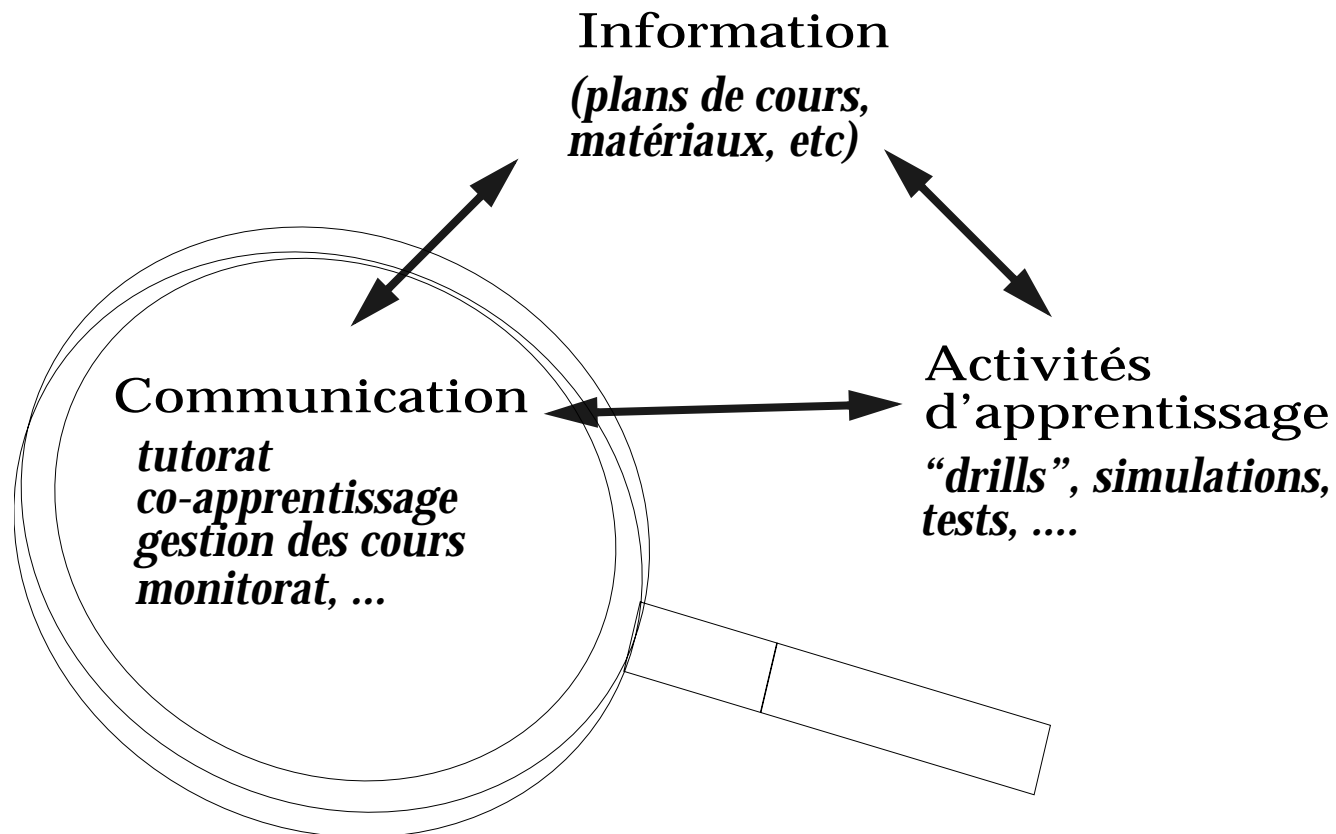 Information
(plans de cours,
matériaux, etc)
Communication
tutorat
co-apprentissage
gestion des cours
monitorat, ...
Activités
d’apprentissage
“drills”, simulations,
tests, ....